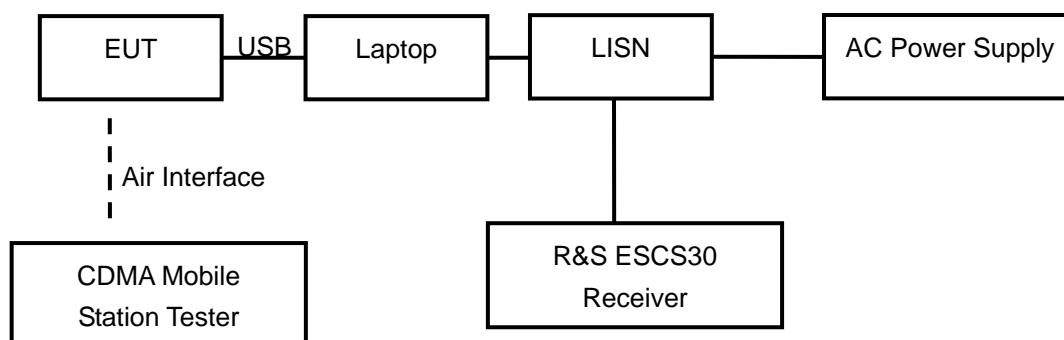 EUT
USB
Laptop
LISN
AC Power Supply
Air Interface
CDMA Mobile
Station Tester
R&S ESCS30
Receiver